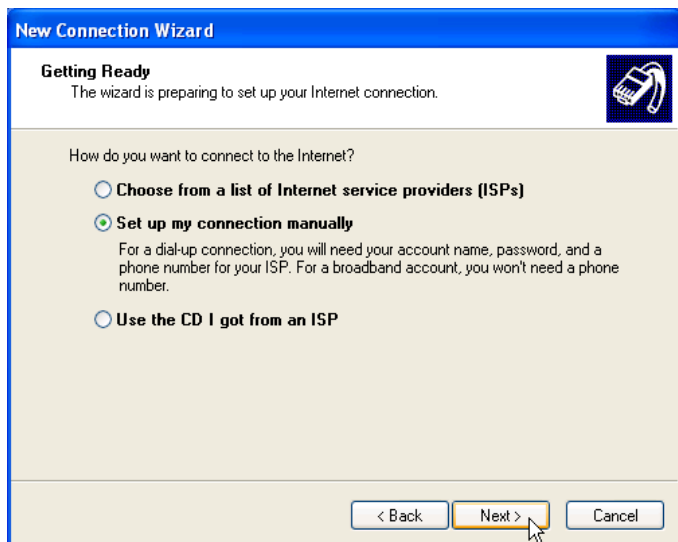 New Connection Wizard
Getting Ready
The wizard is preparing to set up your Internet connection.
How do you want to connect to the Internet?
Choose from a list of Internet service providers (ISPs)
Set up my connection manually
For a dial-up connection, you will need your account name, password, and a
phone number for your ISP. For a broadband account, you won't need a phone
number.
Use the CD I got from an ISP
< Back
Next >
Cancel